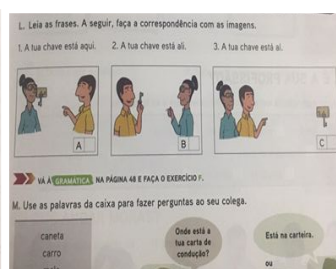 L. Leia as frases. A seguir, faça a correspondência com as imagens.
1. A tua chave está aqui. 2. A tua chave está ali. 3. A tua chave está aí.
A B C
VÁ À GRAMÁTICA, NA PÁGINA 48 E FAÇA O EXERCÍCIO F.
M. Use as palavras da caixa para fazer perguntas ao seu colega.
caneta
carro
Onde está a
tua carta de
condução?
Está na carteira.
ou